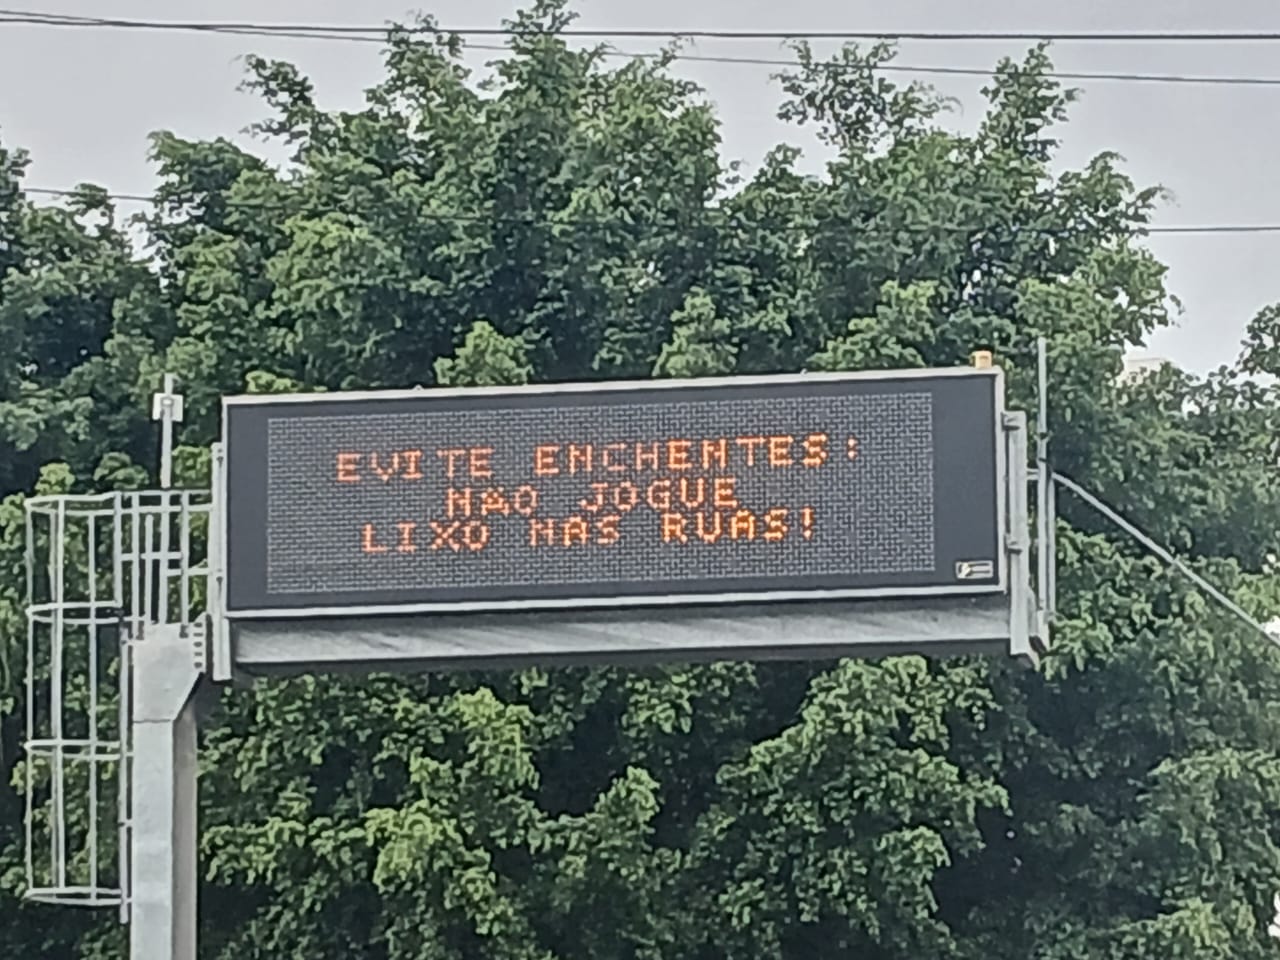 EVITE ENCHENTES:
NAO JOGUE
LIXO NAS RUAS!